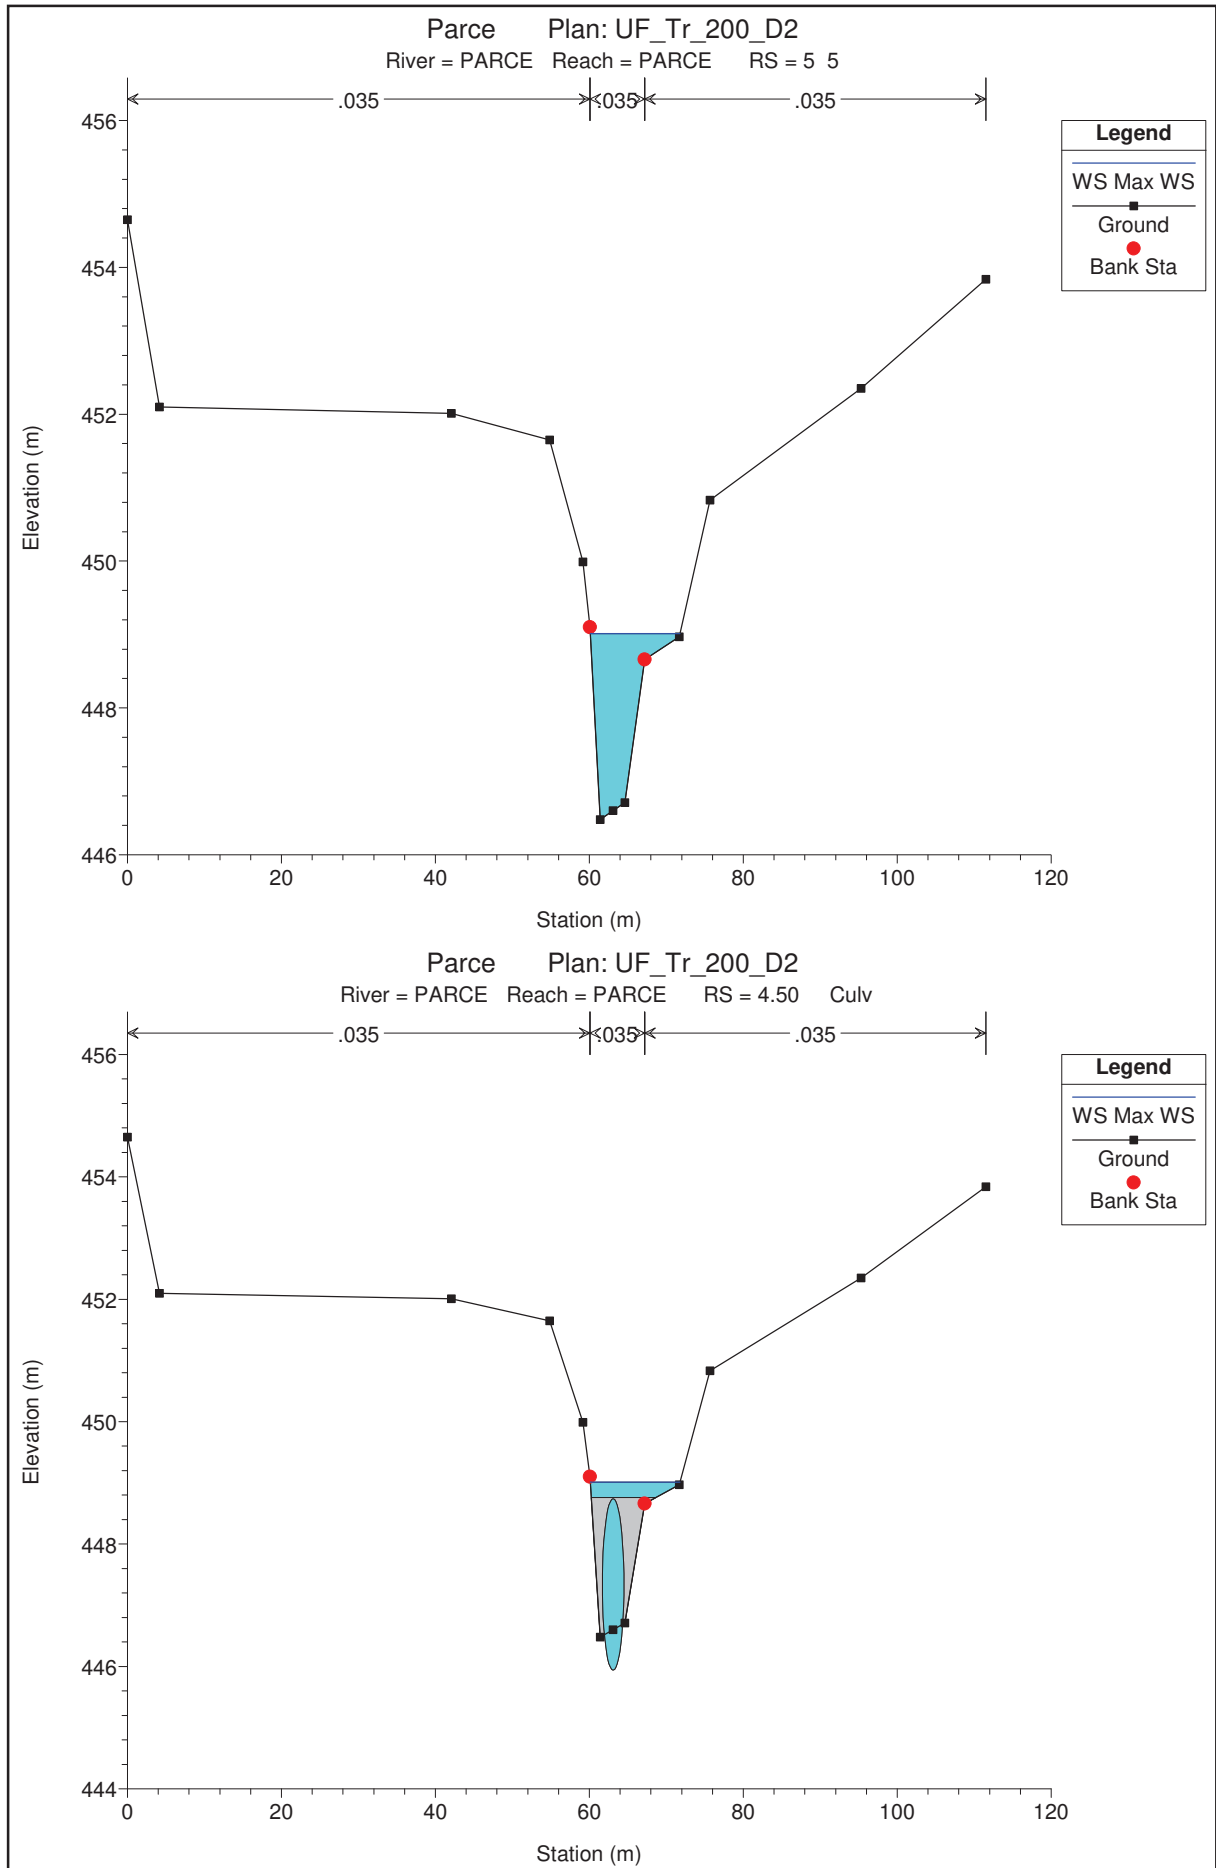 Parce Plan: UF_Tr_200_D2
River = PARCE Reach = PARCE RS = 5 5
.035 .035 .035
Legend
WS Max WS
Ground
Bank Sta
456
454
452
450
448
446
0 20 40 60 80 100 120
Elevation (m)
Station (m)
Parce Plan: UF_Tr_200_D2
River = PARCE Reach = PARCE RS = 4.50 Culv
.035 .035 .035
Legend
WS Max WS
Ground
Bank Sta
456
454
452
450
448
446
444
0 20 40 60 80 100 120
Elevation (m)
Station (m)